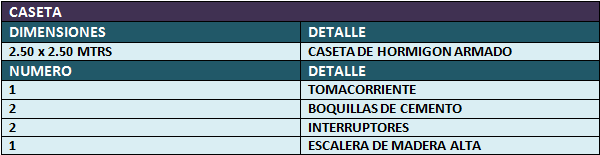 CASETA
DIMENSIONES DETALLE
2.50 x 2.50 MTRS CASETA DE HORMIGON ARMADO
NUMERO DETALLE
1 TOMACORRIENTE
2 BOQUILLAS DE CEMENTO
2 INTERRUPTORES
1 ESCALERA DE MADERA ALTA